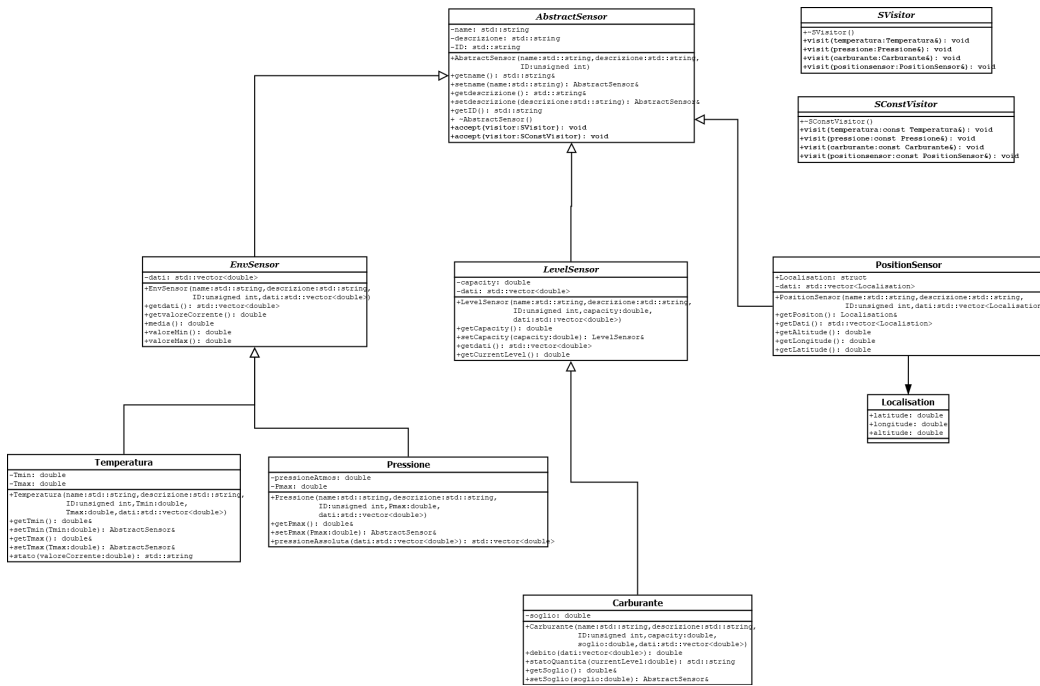 AbstractSensor
-name: std::string
-descrizione: std::string
-ID: std::string
+AbstractSensor(name:std::string,descrizione:std::string,
ID:unsigned int)
+getname(): std::string&
+setname(name:std::string): AbstractSensor&
+getdescrizione(): std::string&
+setdescrizione(descrizione:std::string): AbstractSensor&
+getID(): std::string
+ ~AbstractSensor()
+accept(visitor:SVisitor): void
+accept(visitor:SConstVisitor): void
SVisitor
+~SVisitor()
+visit(temperatura:Temperatura&): void
+visit(pressione:Pressione&): void
+visit(carburante:Carburante&): void
+visit(positionsensor:PositionSensor&): void
SConstVisitor
+~SConstVisitor()
+visit(temperatura:const Temperatura&): void
+visit(pressione:const Pressione&): void
+visit(carburante:const Carburante&): void
+visit(positionsensor:const PositionSensor&): void
EnvSensor
-dati: std::vector<double>
+EnvSensor(name:std::string,descrizione:std::string,
ID:unsigned int,dati:std::vector<double>)
+getdati(): std::vector<double>
+getvaloreCorrente(): double
+media(): double
+valoreMin(): double
+valoreMax(): double
LevelSensor
-capacity: double
-dati: std::vector<double>
+LevelSensor(name:std::string,descrizione:std::string,
ID:unsigned int,capacity:double,
dati:std::vector<double>)
+getCapacity(): double
+setCapacity(capacity:double): LevelSensor&
+getdati(): std::vector<double>
+getCurrentLevel(): double
PositionSensor
+Localisation: struct
-dati: std::vector<Localisation>
+PositionSensor(name:std::string,descrizione:std::string,
ID:unsigned int,dati:std::vector<Localisation
+getPositon(): Localisation&
+getDati(): std::vector<Localistion>
+getAltitude(): double
+getLongitude(): double
+getLatitude(): double
Localisation
+latitude: double
+longitude: double
+altitude: double
Temperatura
-Tmin: double
-Tmax: double
+Temperatura(name:std::string,descrizione:std::string,
ID:unsigned int,Tmin:double,
Tmax:double,dati:std::vector<double>)
+getTmin(): double&
+setTmin(Tmin:double): AbstractSensor&
+getTmax(): double&
+setTmax(Tmax:double): AbstractSensor&
+stato(valoreCorrente:double): std::string
Pressione
-pressioneAtmos: double
-Pmax: double
+Pressione(name:std::string,descrizione:std::string,
ID:unsigned int,Pmax:double,
dati:std::vector<double>)
+getPmax(): double&
+setPmax(Pmax:double): AbstractSensor&
+pressioneAssoluta(dati:std::vector<double>): std::vector<double>
Carburante
-soglio: double
+Carburante(name:std::string,descrizione:std::string,
ID:unsigned int,capacity:double,
soglio:double,dati:std::vector<double>)
+debito(dati:vector<double>): double
+statoQuantita(currentLevel:double): std::string
+getSoglio(): double&
+setSoglio(soglio:double): AbstractSensor&